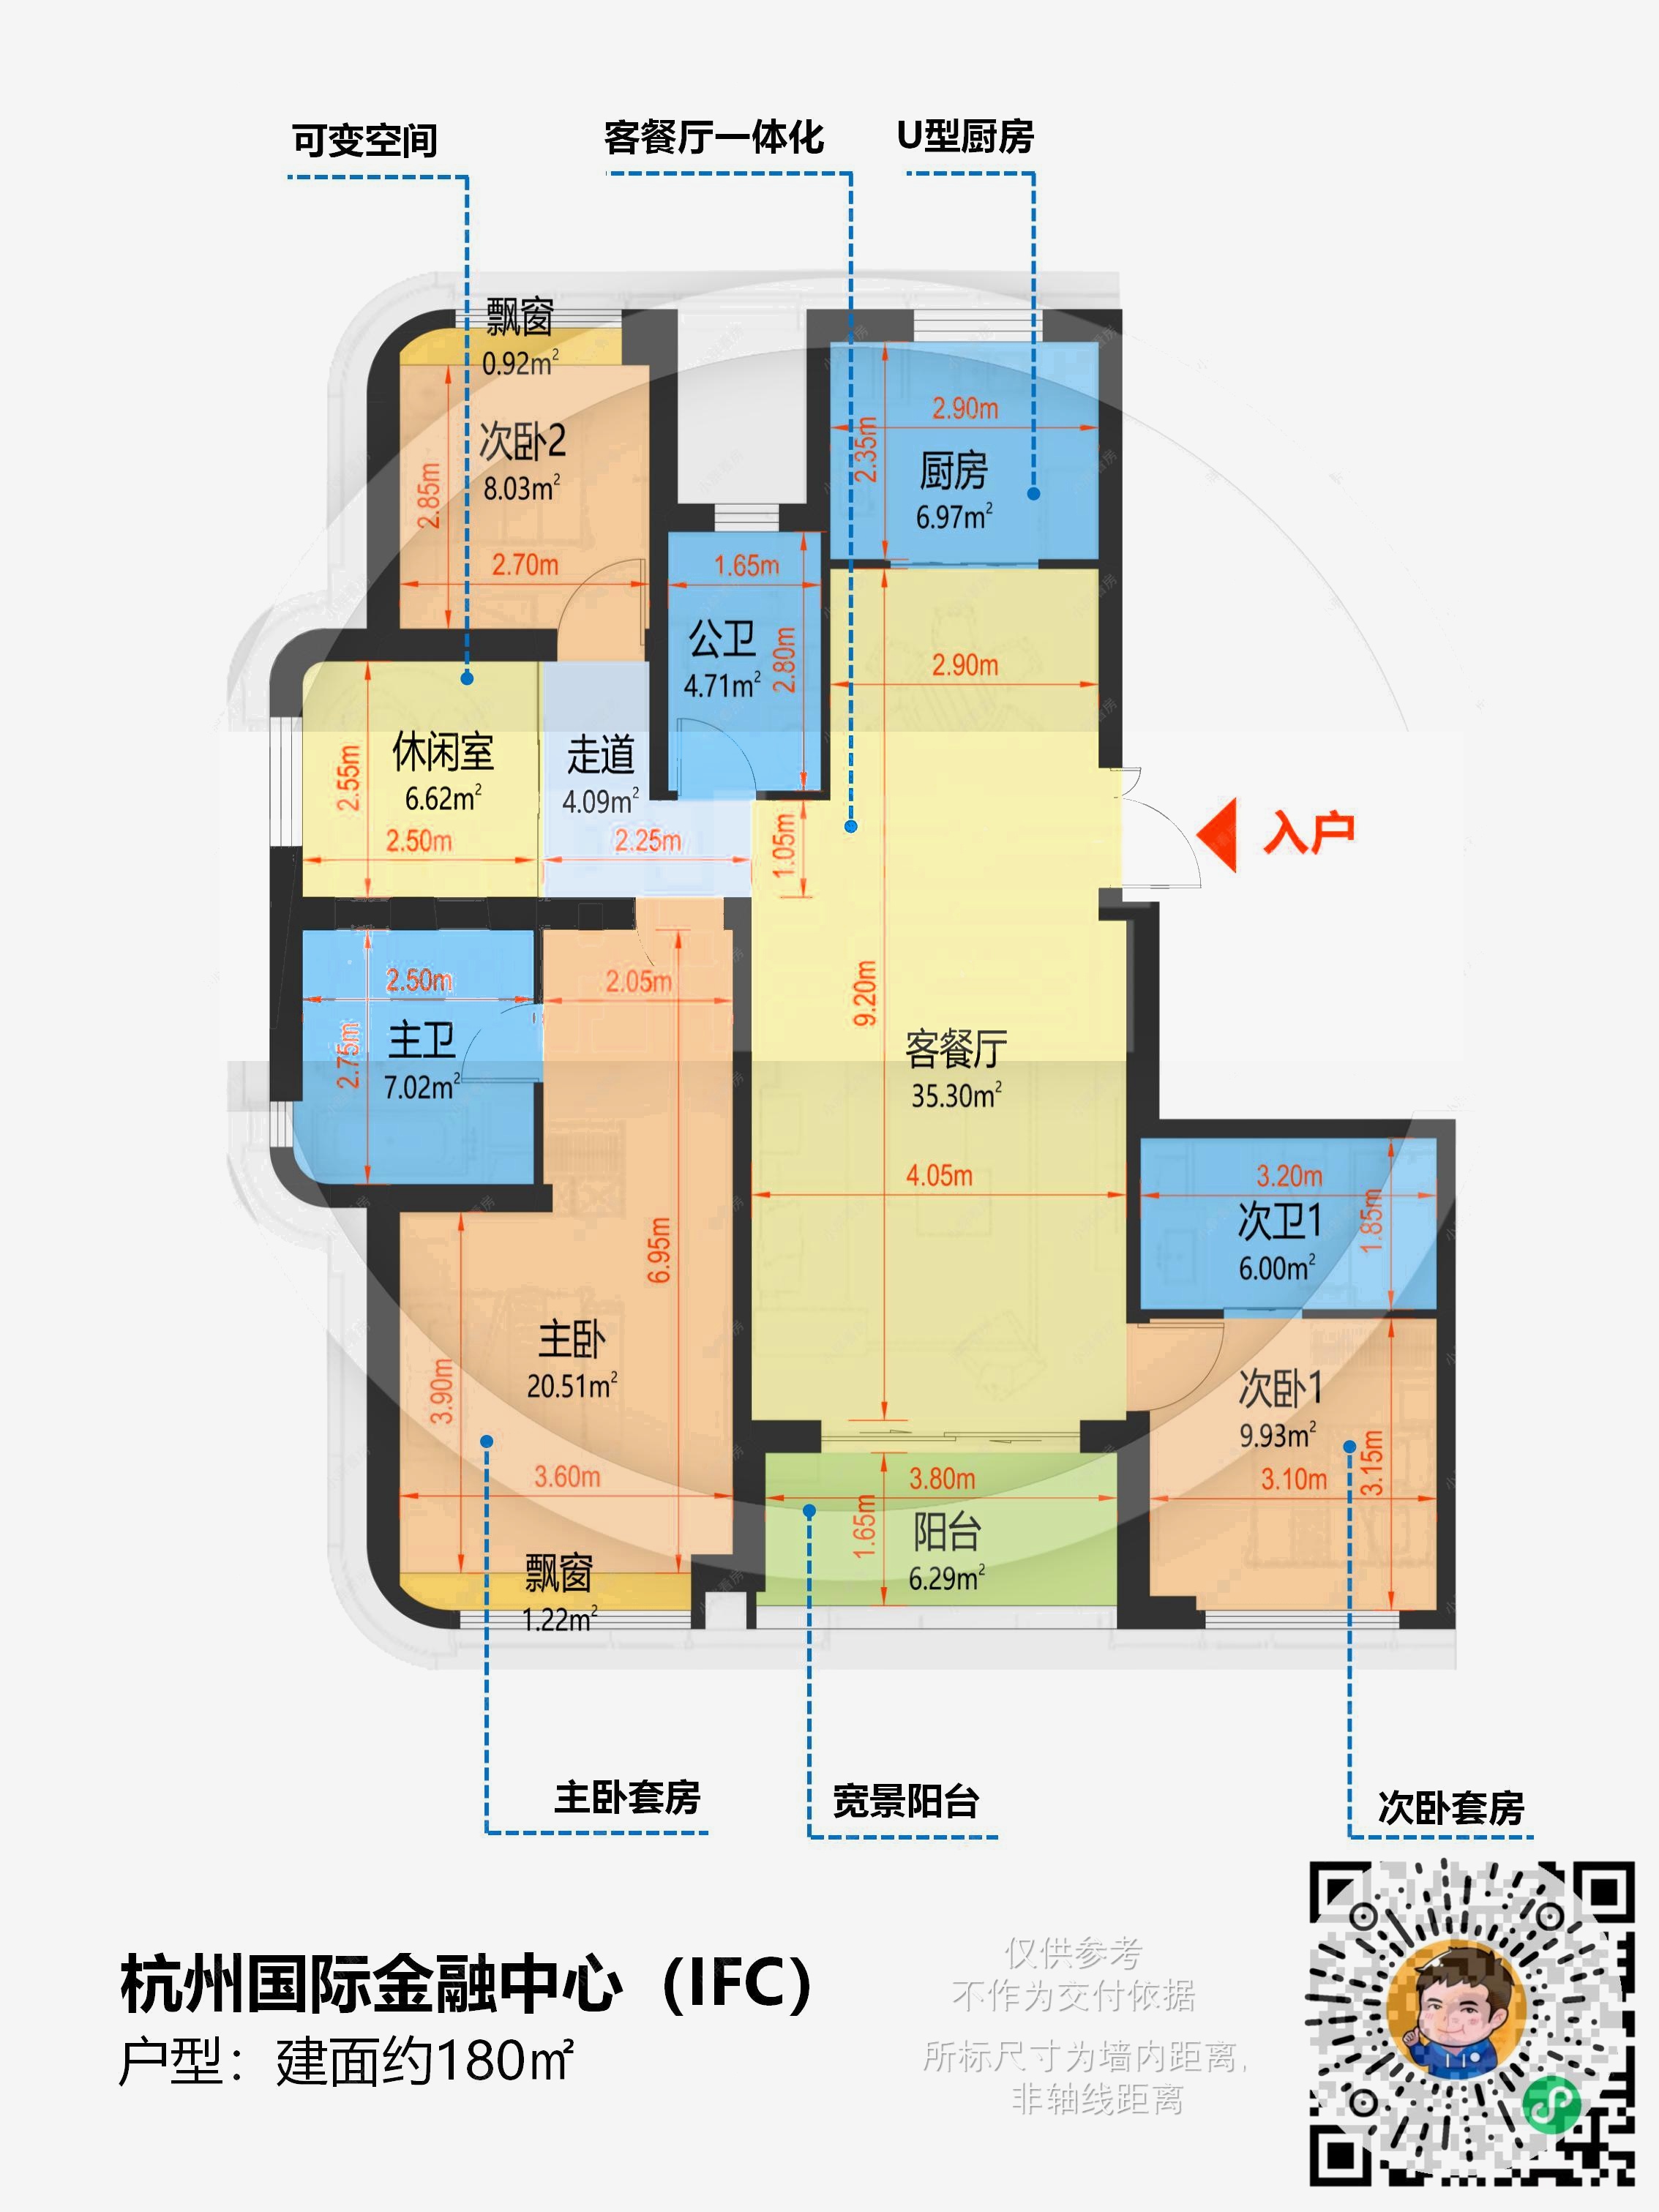 可变空间
客餐厅一体化
U型厨房
飘窗
0.92m²
次卧2
8.03m²
2.85m
2.70m
2.90m
2.35m
厨房
6.97m²
1.65m
公卫
4.71m²
2.80m
2.90m
休闲室
6.62m²
2.55m
2.50m
走道
4.09m²
2.25m
1.05m
入户
2.50m
主卫
7.02m²
2.75m
2.05m
9.20m
客餐厅
35.30m²
4.05m
3.20m
次卫1
6.00m²
1.85m
6.95m
主卧
20.51m²
3.90m
3.60m
飘窗
1.22m²
3.80m
1.65m
阳台
6.29m²
次卧1
9.93m²
3.10m
3.15m
主卧套房
宽景阳台
次卧套房
杭州国际金融中心（IFC）
户型：建面约180㎡
仅供参考
不作为交付依据
所标尺寸为墙内距离,
非轴线距离